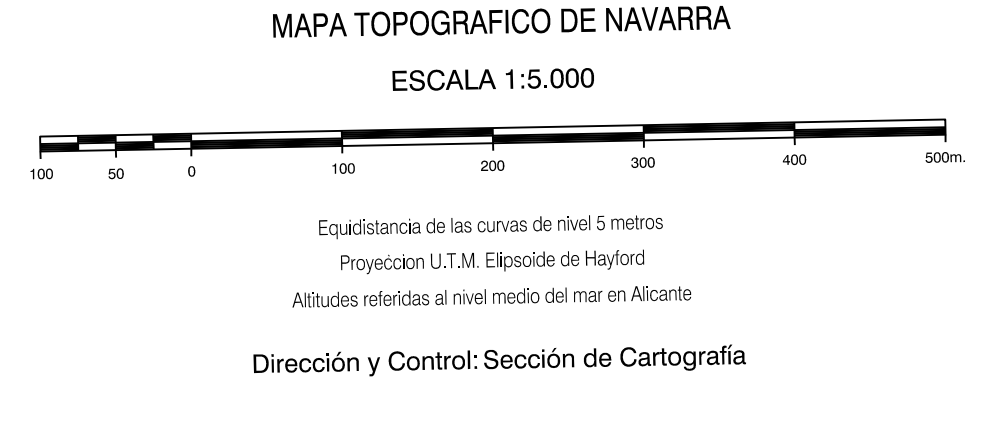 MAPA TOPOGRAFICO DE NAVARRA
ESCALA 1:5.000
100 50 0 100 200 300 400 500m.
Equidistancia de las curvas de nivel 5 metros
Proyeccion U.T.M. Elipsoide de Hayford
Altitudes referidas al nivel medio del mar en Alicante
Dirección y Control: Sección de Cartografía